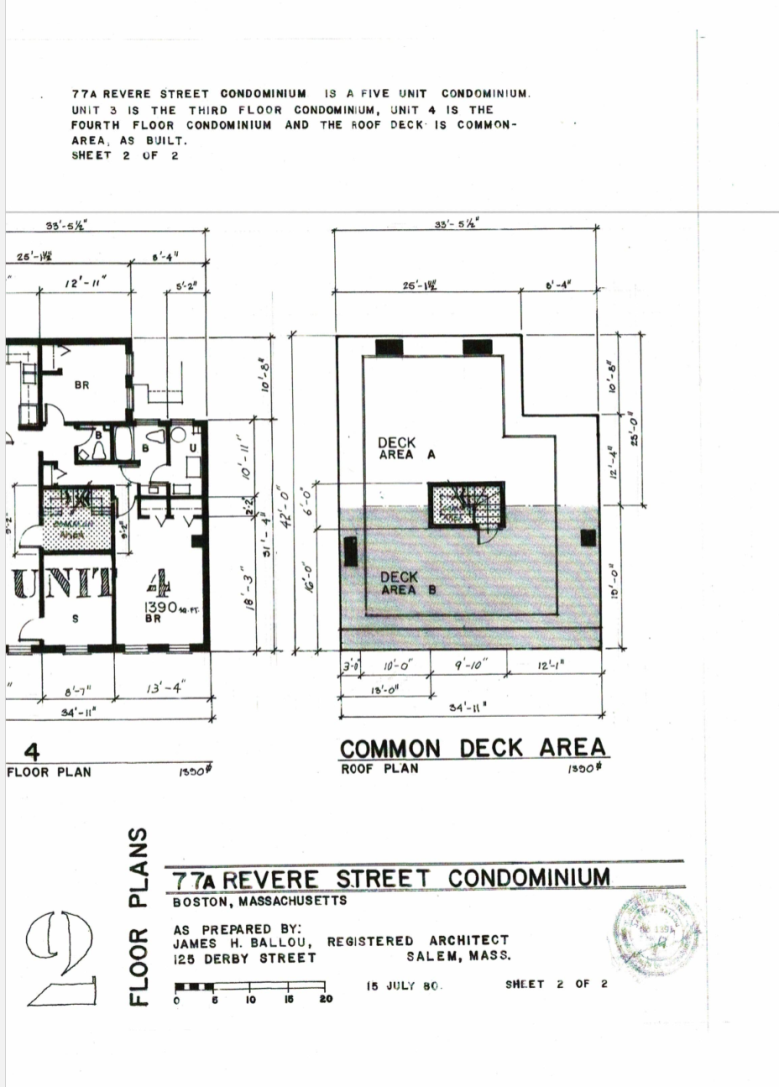 77A REVERE STREET CONDOMINIUM IS A FIVE UNIT CONDOMINIUM.
UNIT 3 IS THE THIRD FLOOR CONDOMINIUM, UNIT 4 IS THE
FOURTH FLOOR CONDOMINIUM AND THE ROOF DECK IS COMMON-
AREA, AS BUILT.
SHEET 2 OF 2
33'-5½" 33'-5½"
25'-1½" 8'-4" 25'-1½" 8'-4"
12'-11" 5'-2"
BR
10'-8" 10'-8"
25'-0"
B B U
DECK
AREA A
10'-11" 12'-4"
2'-2"
42'-0" 6'-0"
31'-4"
9'-2" 9'-2"
UNIT 4
1390 SQ. FT.
S BR
18'-3" 16'-0"
DECK
AREA B
3'-0" 10'-0" 9'-10" 12'-1"
8'-7" 13'-4" 13'-0"
34'-11" 34'-11"
4
FLOOR PLAN 1390#
COMMON DECK AREA
ROOF PLAN 1390#
2
FLOOR PLANS
77A REVERE STREET CONDOMINIUM
BOSTON, MASSACHUSETTS
AS PREPARED BY:
JAMES H. BALLOU, REGISTERED ARCHITECT
125 DERBY STREET SALEM, MASS.
0 5 10 15 20
15 JULY 80. SHEET 2 OF 2